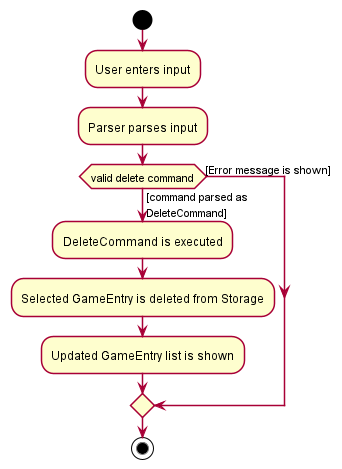 User enters input
Parser parses input
valid delete command
[Error message is shown]
[command parsed as
DeleteCommand]
DeleteCommand is executed
Selected GameEntry is deleted from Storage
Updated GameEntry list is shown